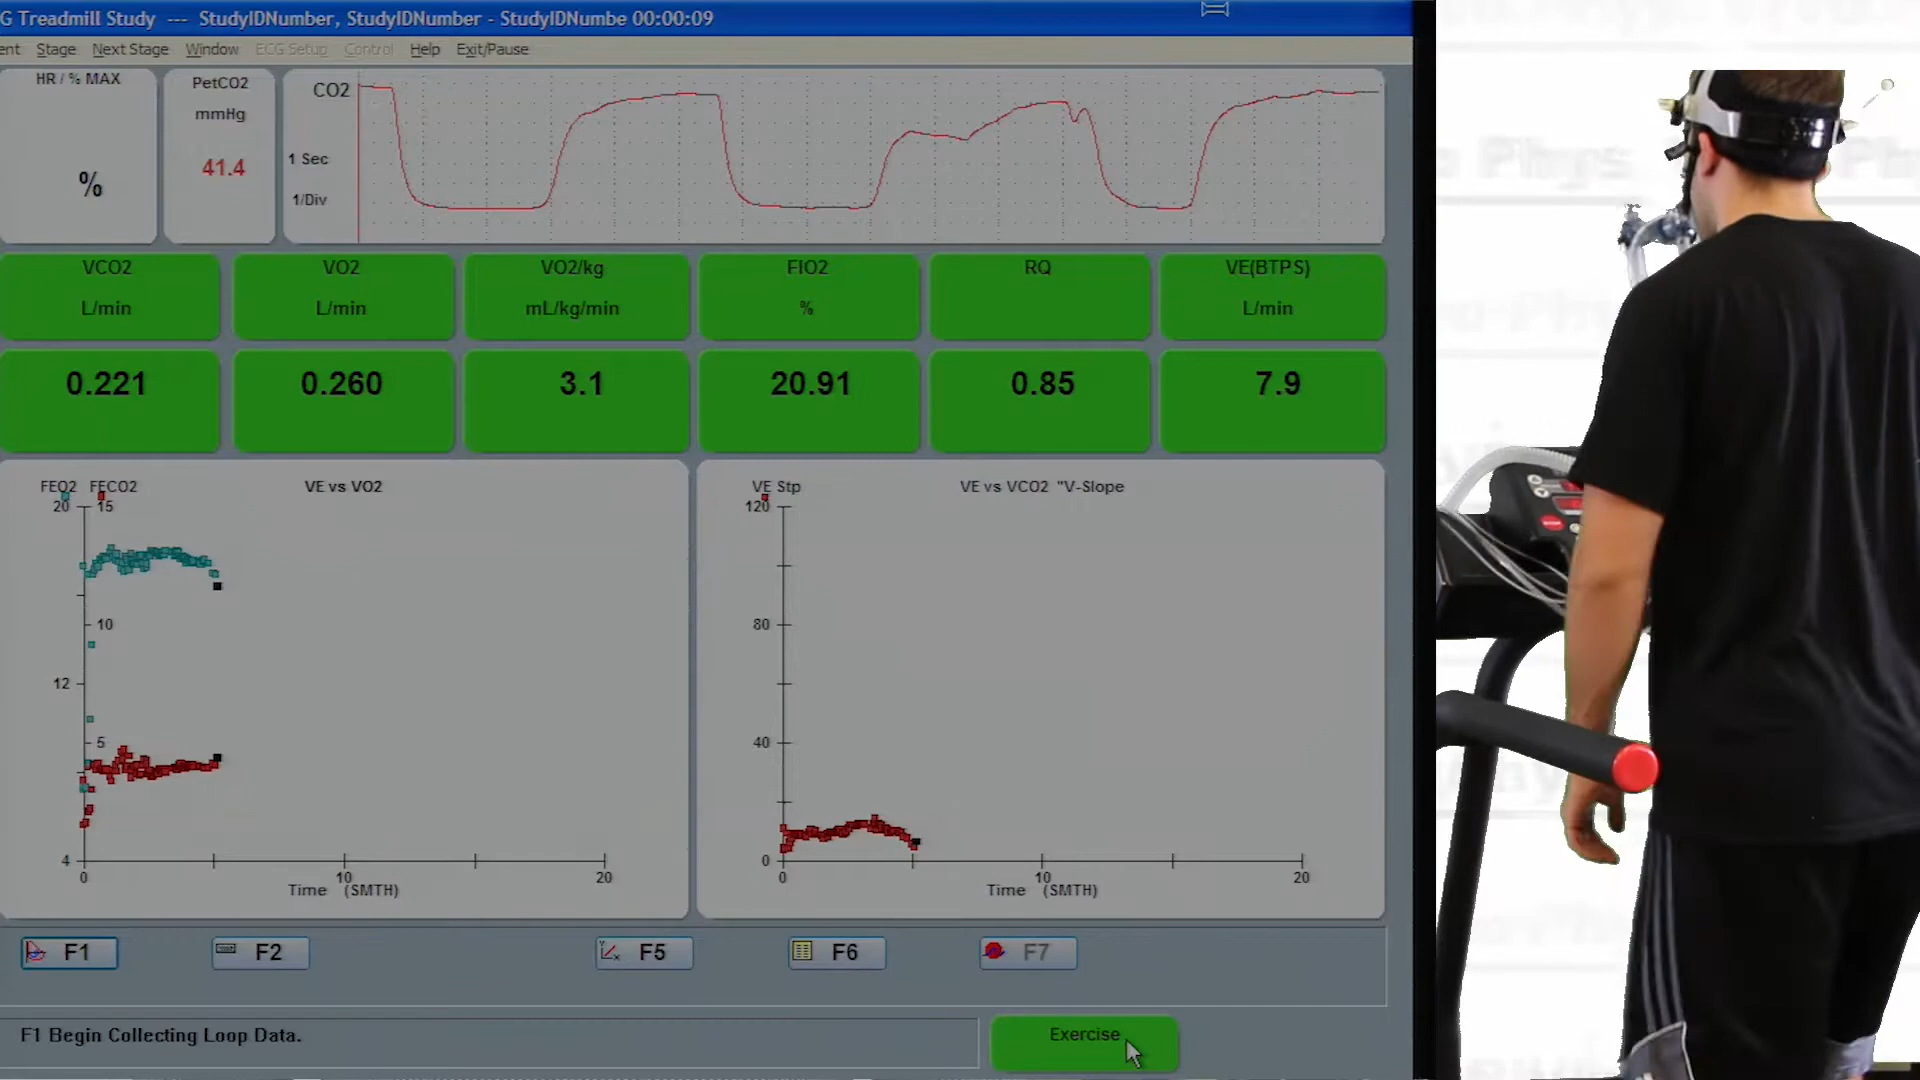 G Treadmill Study --- StudyIDNumber, StudyIDNumber - StudyIDNumbe 00:00:09
ent Stage Next Stage Window ECG Setup Control Help Exit/Pause
HR / % MAX
%
PetCO2
mmHg
41.4
CO2
1 Sec
1/Div
VCO2 VO2 VO2/kg FIO2 RQ VE(BTPS)
L/min L/min mL/kg/min % L/min
0.221 0.260 3.1 20.91 0.85 7.9
FEO2 FECO2 VE vs VO2
20 15
10
12
5
4
0 10 20
Time (SMTH)
VE Stp VE vs VCO2 "V-Slope
120
80
40
0
0 10 20
Time (SMTH)
F1 F2 F5 F6 F7
F1 Begin Collecting Loop Data.
Exercise